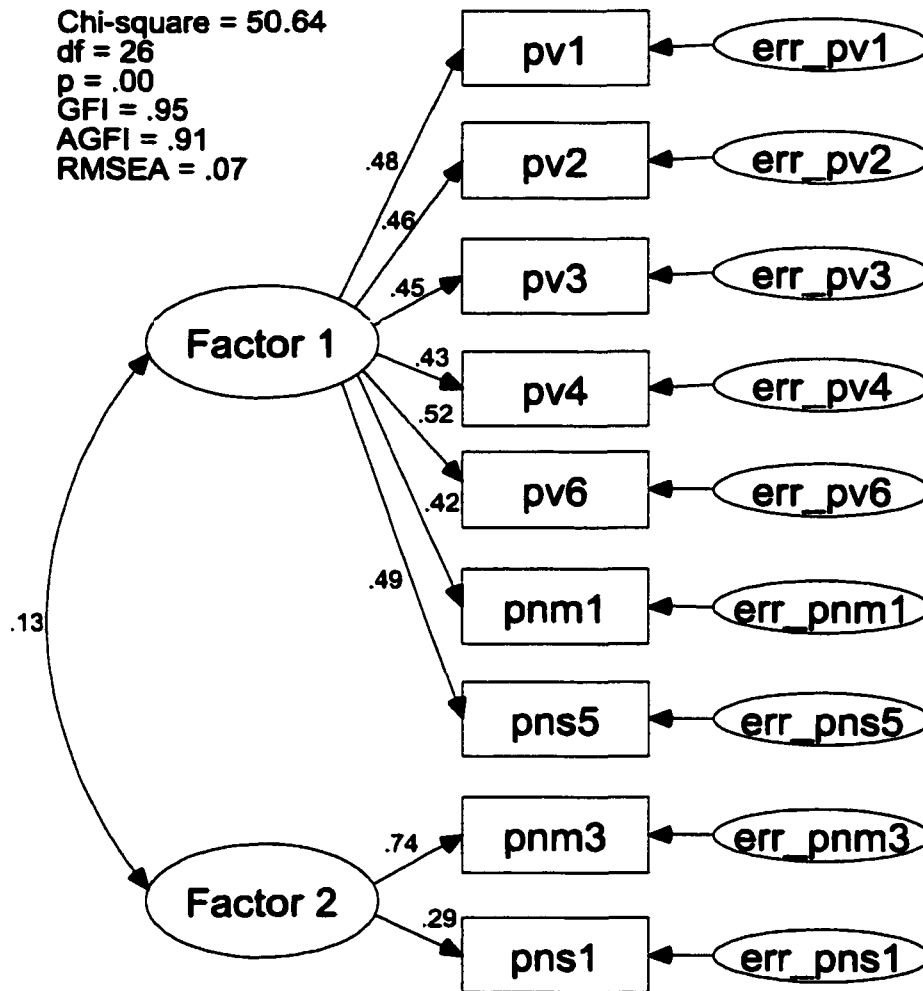 Chi-square = 50.64
df = 26
p = .00
GFI = .95
AGFI = .91
RMSEA = .07
pv1
err_pv1
.48
pv2
err_pv2
.46
pv3
err_pv3
.45
Factor 1
.43
pv4
err_pv4
.52
pv6
err_pv6
.42
pnm1
err_pnm1
.49
.13
pns5
err_pns5
pnm3
err_pnm3
.74
Factor 2
.29
pns1
err_pns1